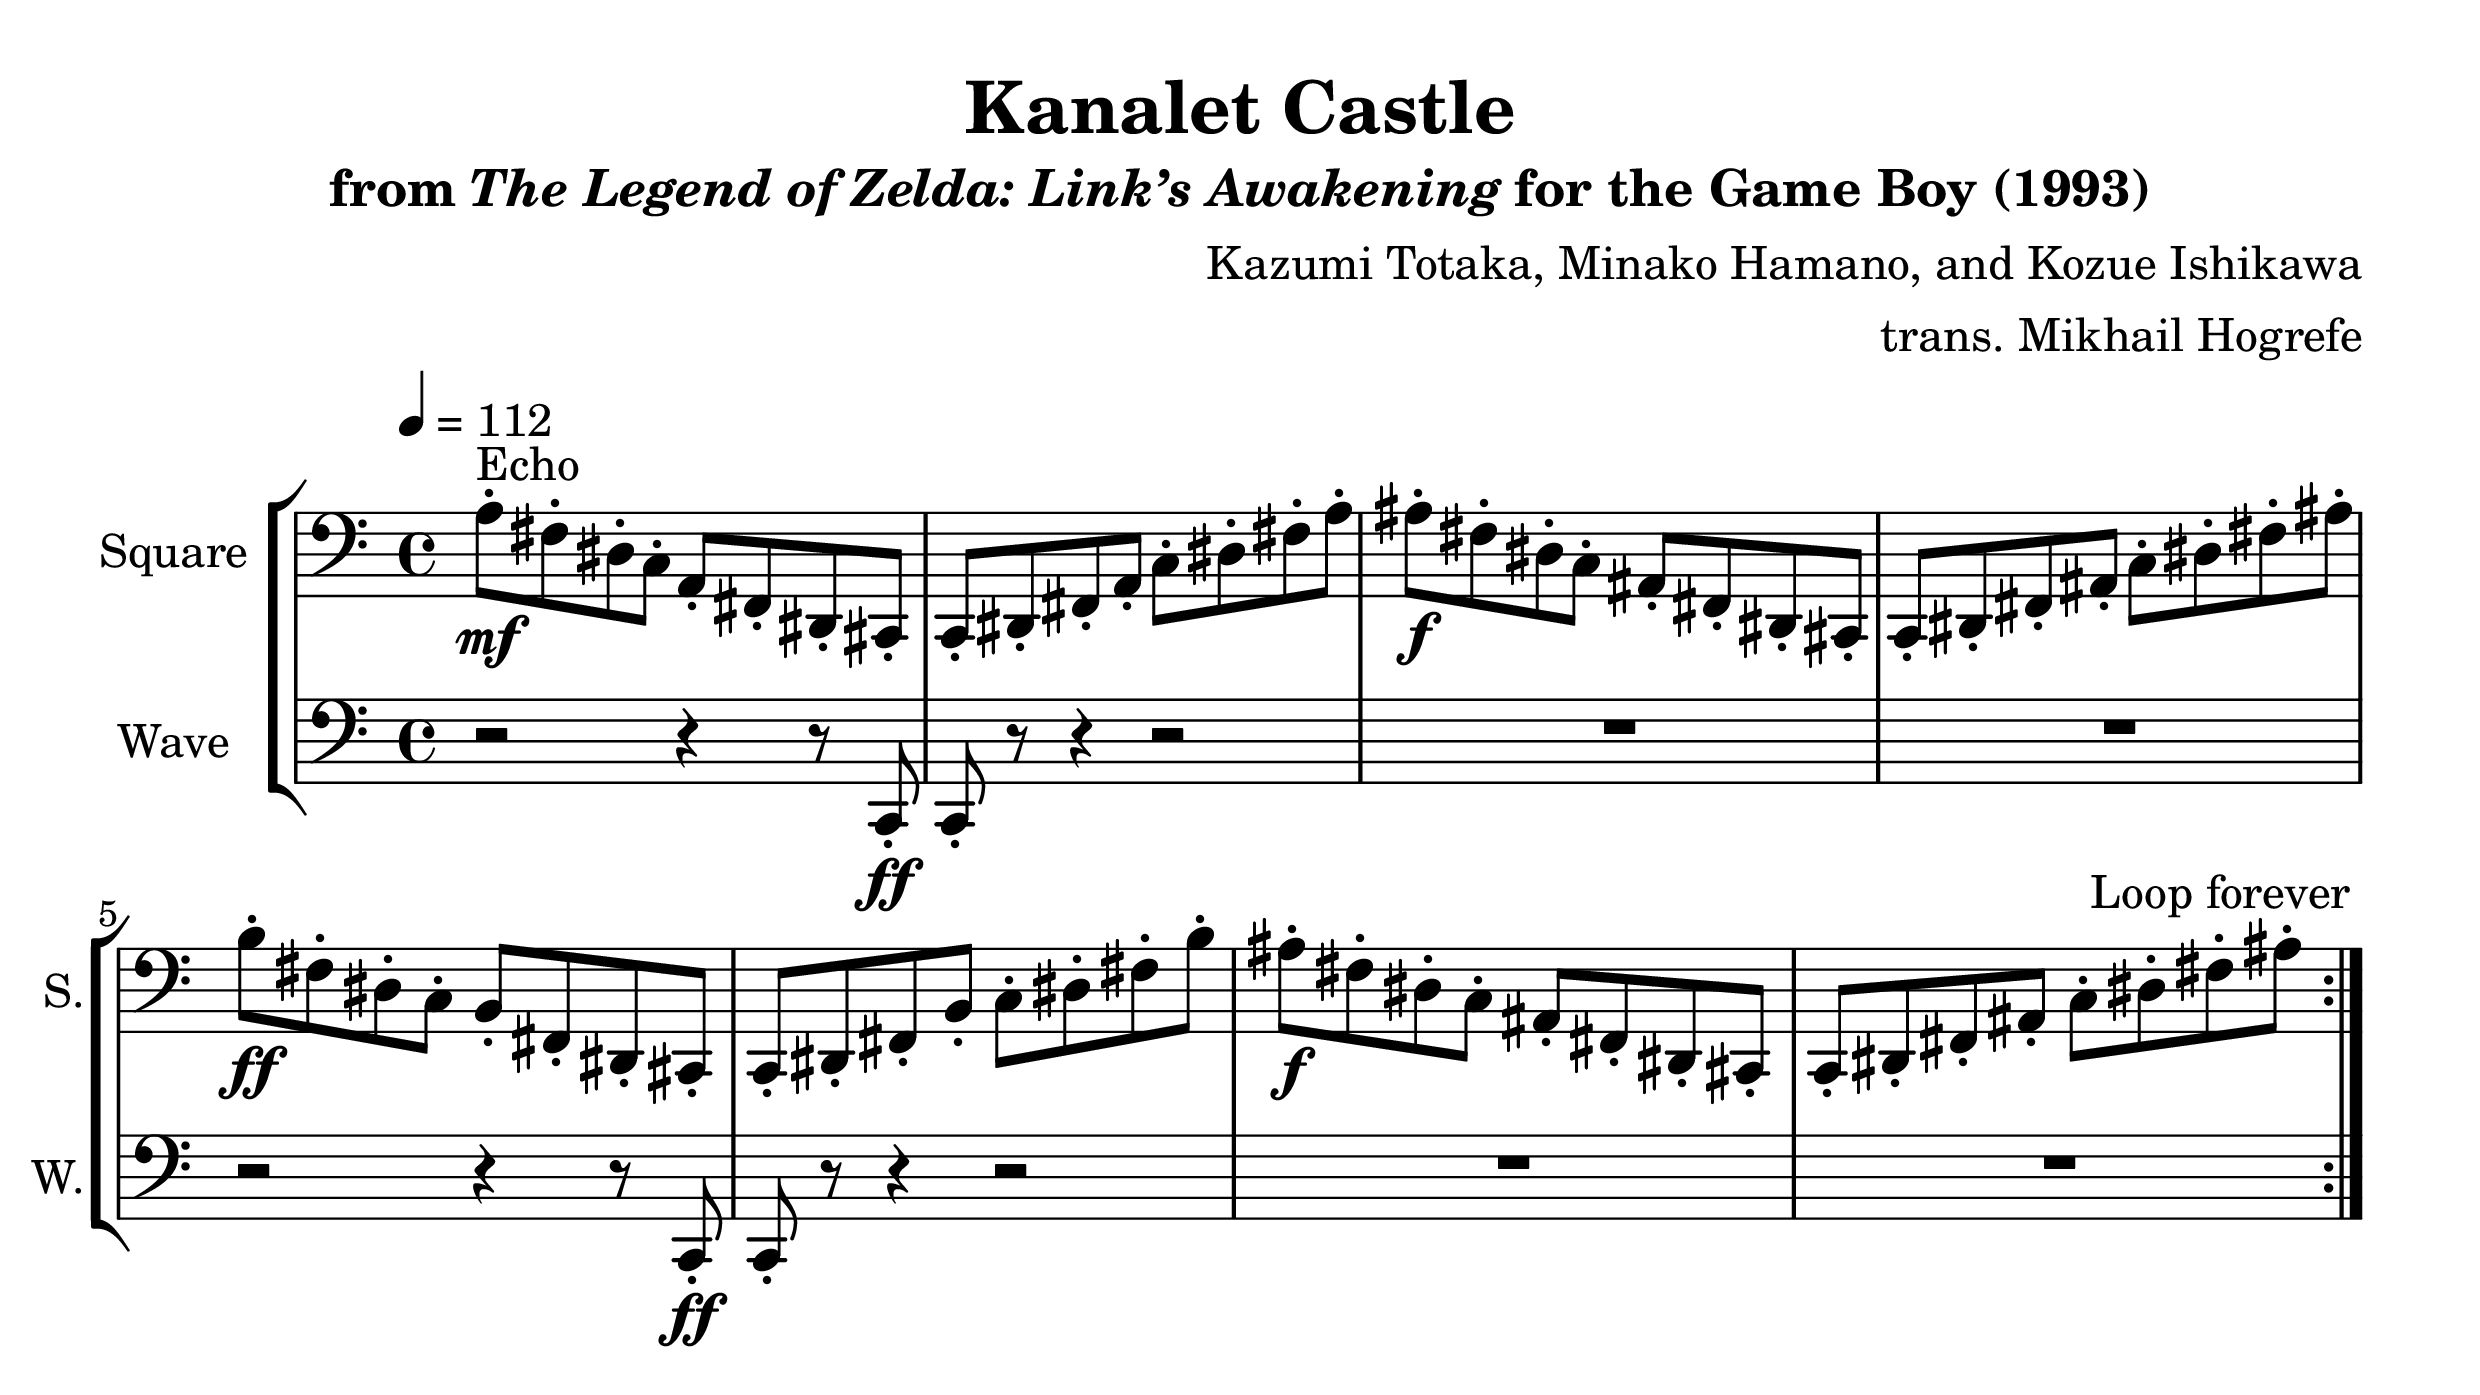 Kanalet Castle
from The Legend of Zelda: Link’s Awakening for the Game Boy (1993)
Kazumi Totaka, Minako Hamano, and Kozue Ishikawa
trans. Mikhail Hogrefe
= 112
Echo
Square
mf
f
Wave
ff
Loop forever
5
S.
ff
f
W.
ff